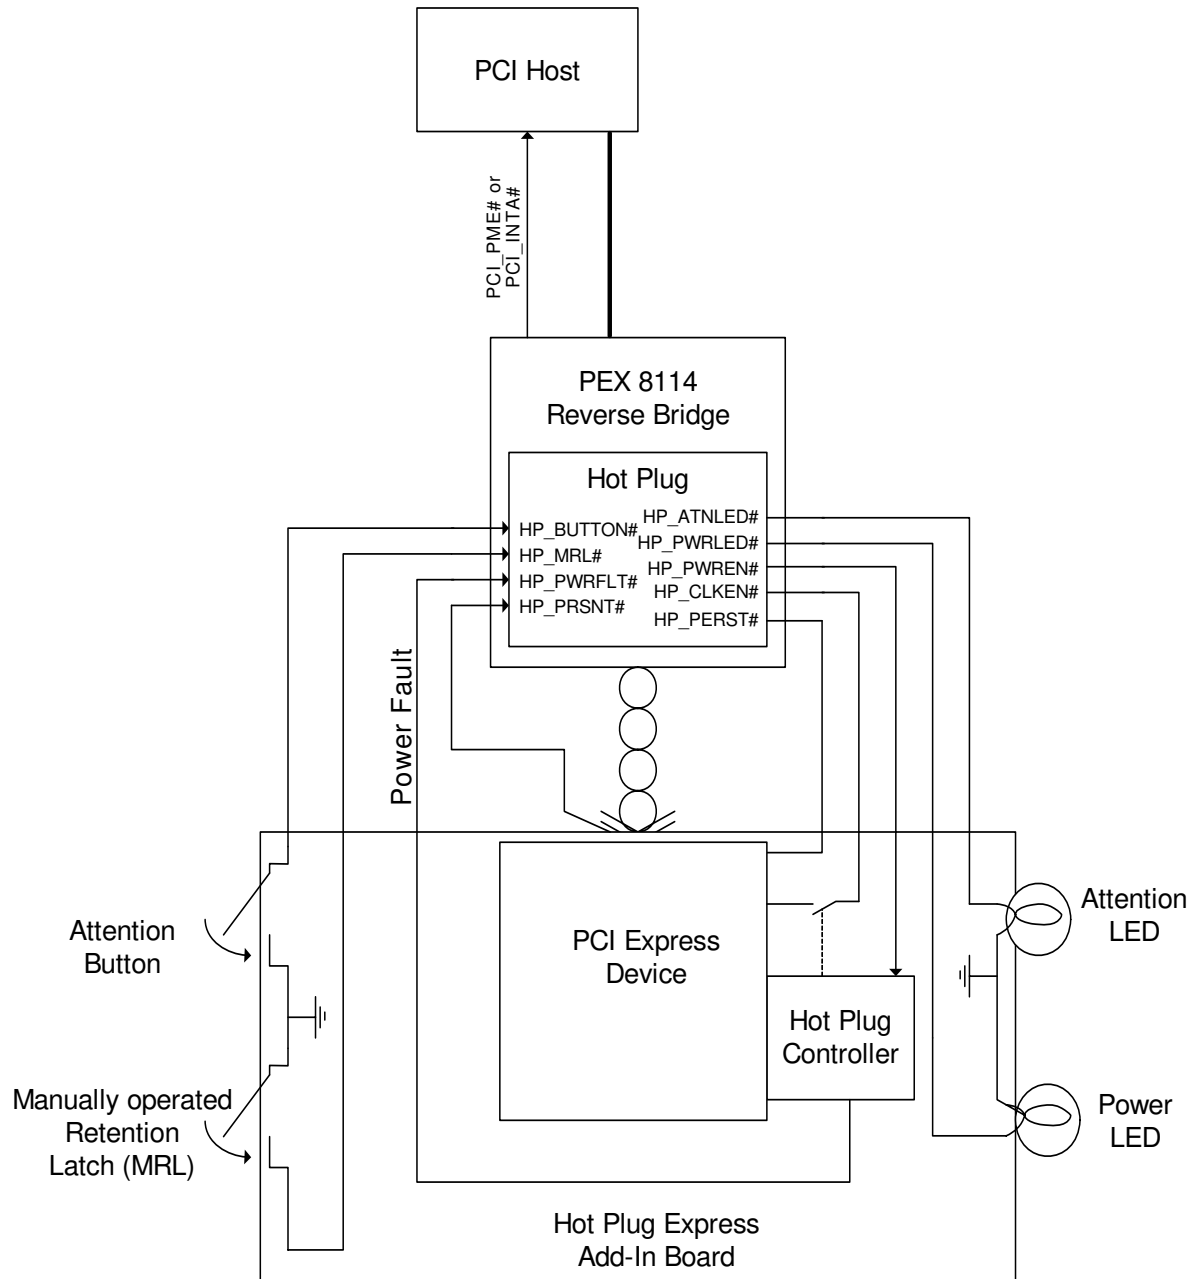 PCI Host
PCI_PME# or
PCI_INTA#
PEX 8114
Reverse Bridge
Hot Plug
HP_BUTTON#
HP_MRL#
HP_PWRFLT#
HP_PRSNT#
HP_ATNLED#
HP_PWRLED#
HP_PWREN#
HP_CLKEN#
HP_PERST#
Power Fault
Attention
Button
Manually operated
Retention
Latch (MRL)
PCI Express
Device
Hot Plug
Controller
Attention
LED
Power
LED
Hot Plug Express
Add-In Board